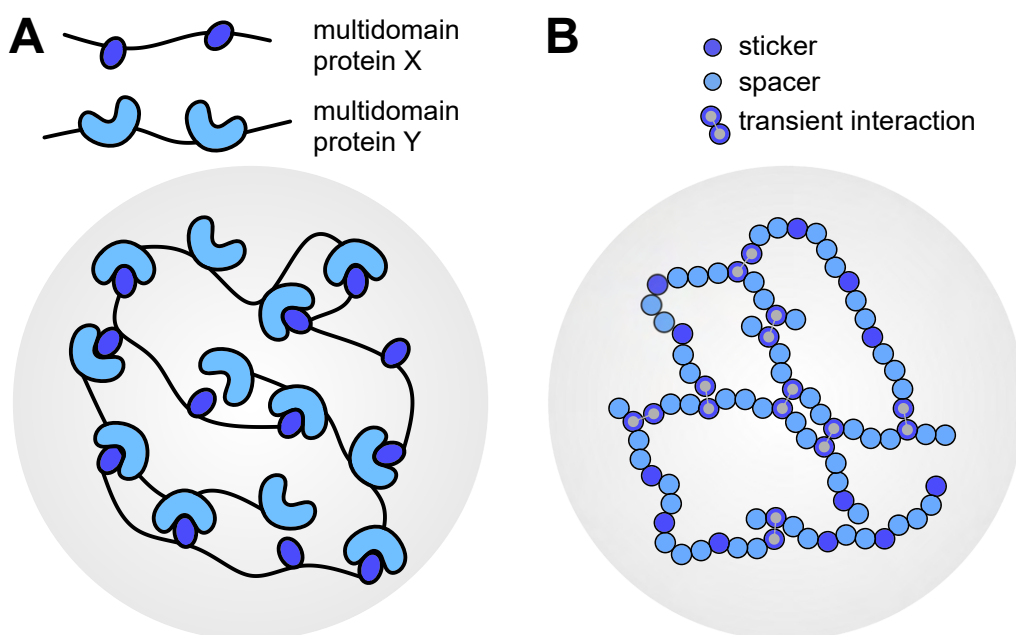 A
multidomain
protein X
multidomain
protein Y
B
sticker
spacer
transient interaction